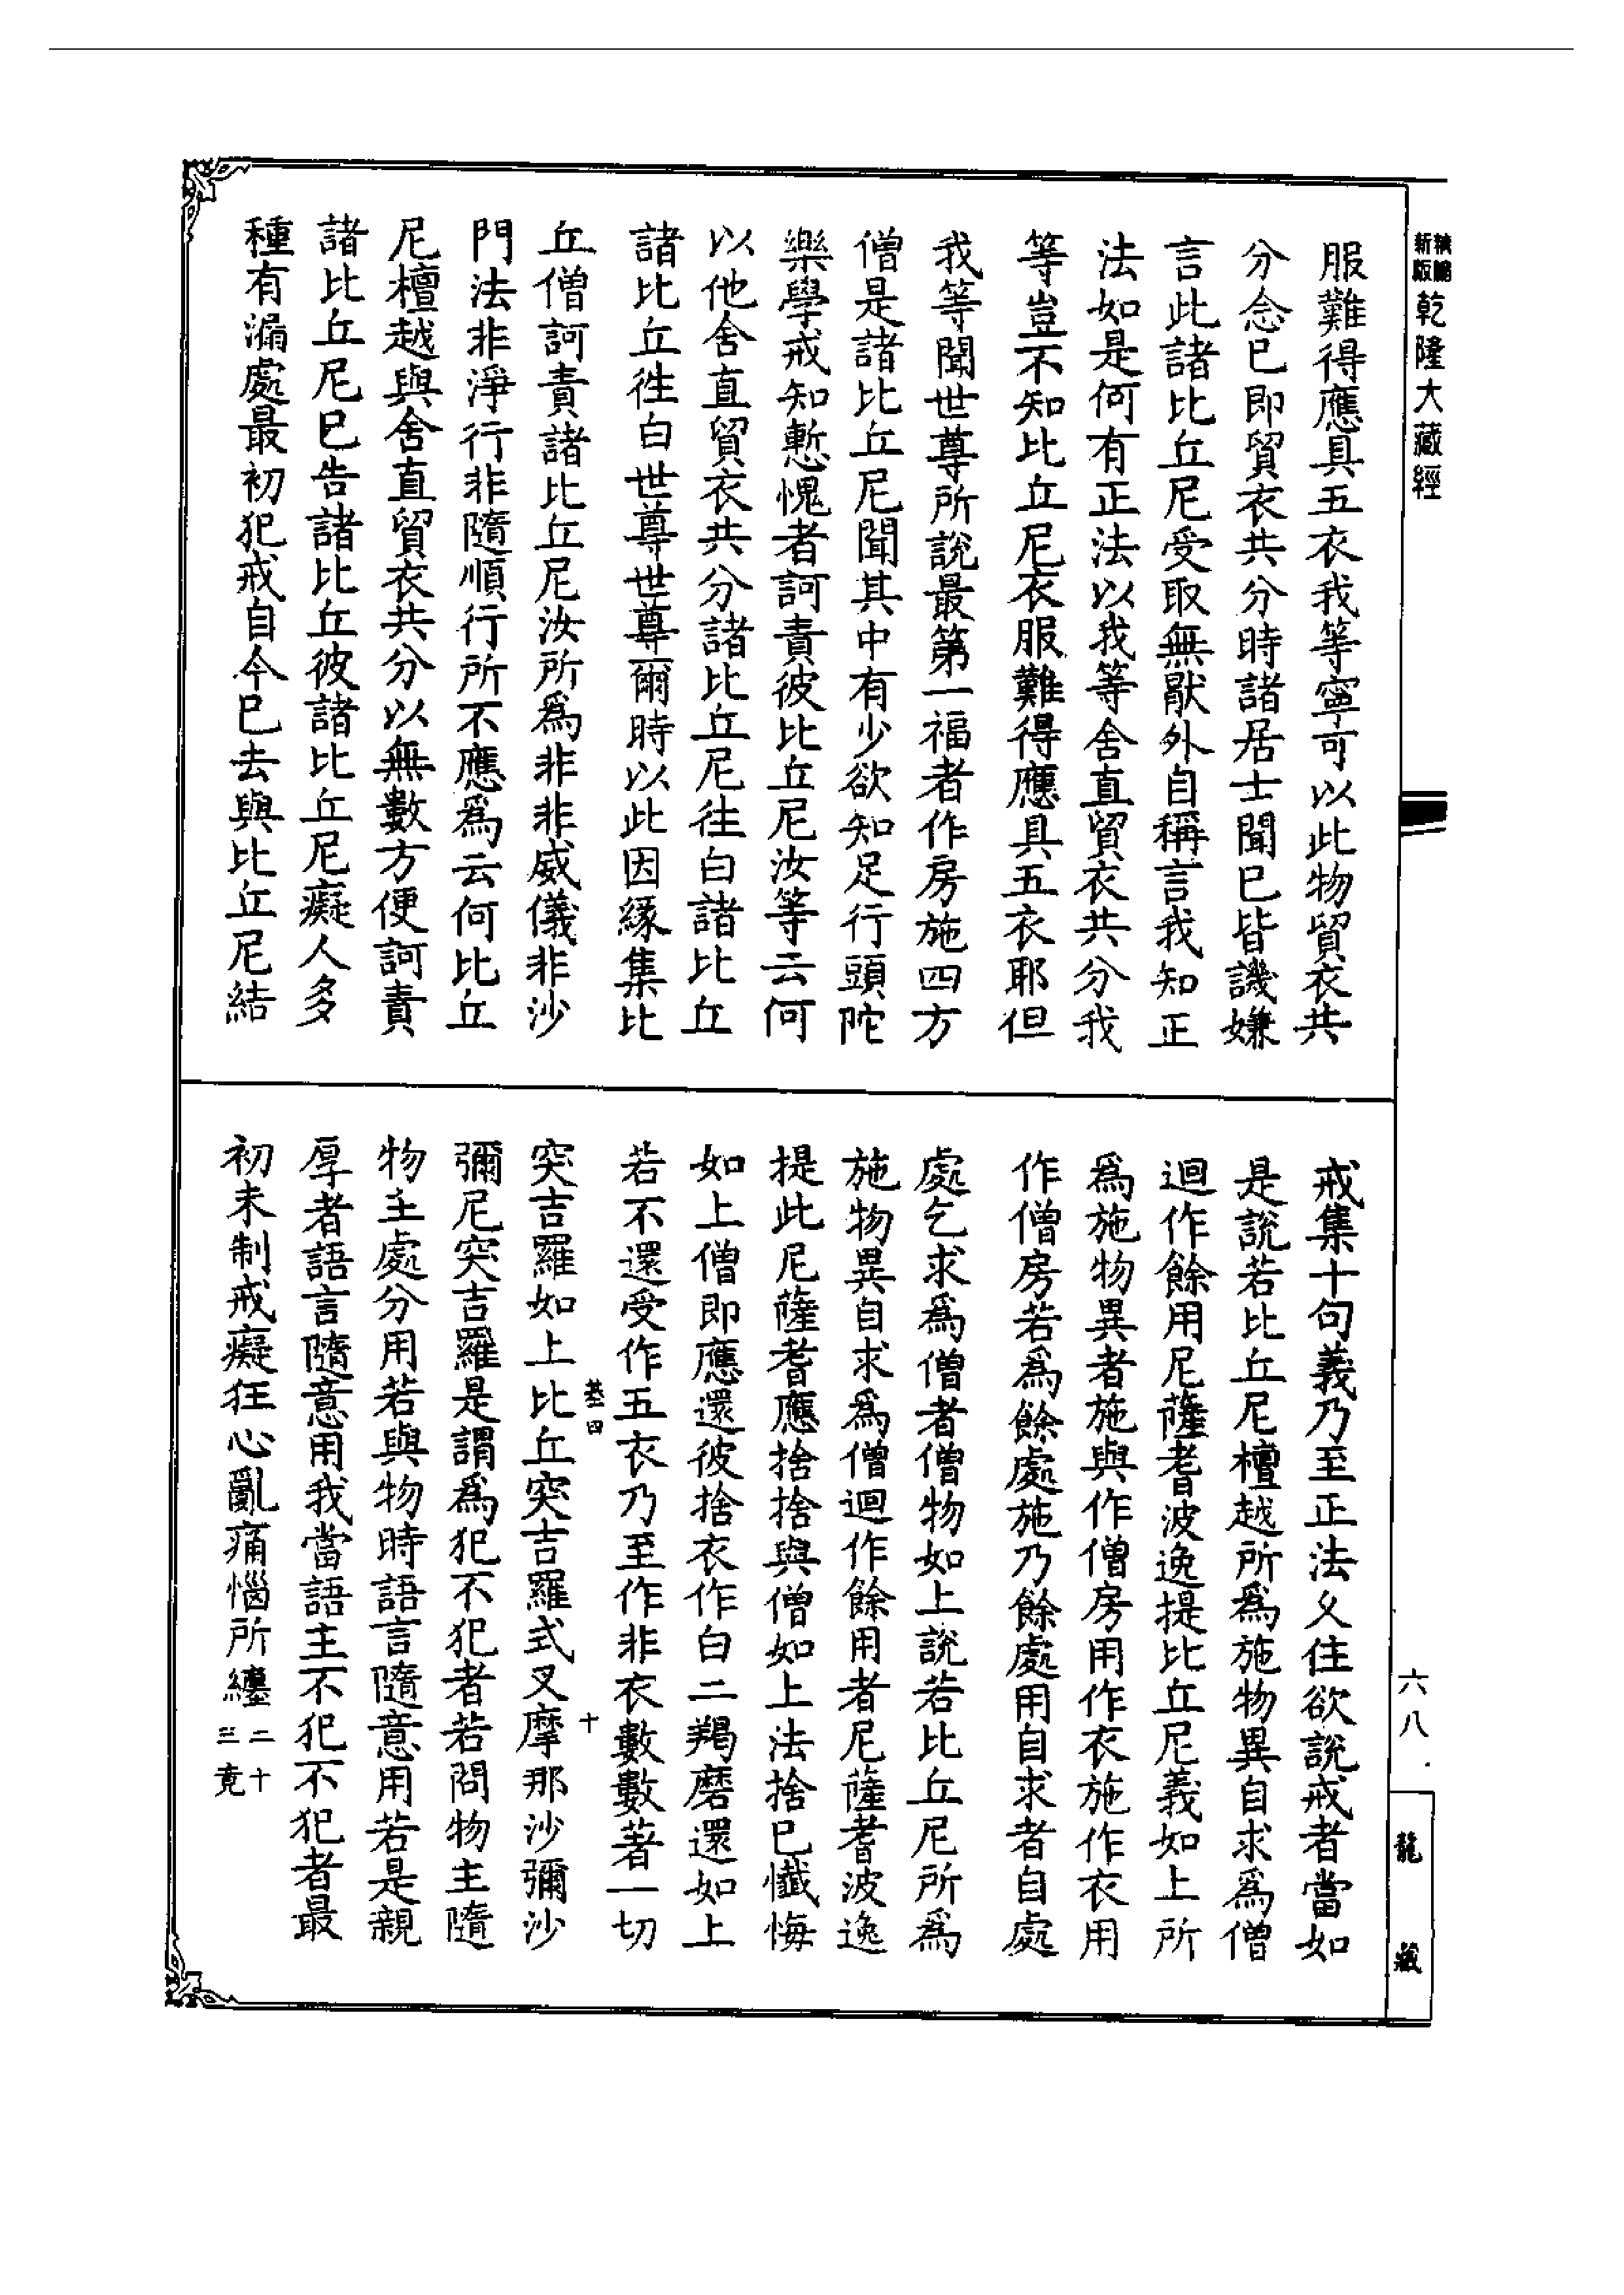 新版
乾隆大藏經
服難得應具五衣我等寧可以此物貿衣共
分念已即貿衣共分時諸居士聞已皆譏嫌
言此諸比丘尼受取無猒外自稱言我知正
法如是何有正法以我等舍直貿衣共分我
等豈不知比丘尼衣服難得應具五衣耶但
我等聞世尊所說最第一福者作房施四方
僧是諸比丘尼聞其中有少欲知足行頭陀
樂學戒知慙愧者訶責彼比丘尼汝等云何
以他舍直貿衣共分諸比丘尼往白諸比丘
諸比丘徃白世尊世尊爾時以此因緣集比
丘僧訶責諸比丘尼汝所爲非非威儀非沙
門法非淨行非隨順行所不應爲云何比丘
尼檀越與舍直貿衣共分以無數方便訶責
諸比丘尼已告諸比丘彼諸比丘尼癡人多
種有漏處最初犯戒自今已去與比丘尼結
戒集十句義乃至正法久住欲說戒者當如
是說若比丘尼檀越所爲施物異自求爲僧
迴作餘用尼薩耆波逸提比丘尼義如上所
爲施物異者施與作僧房用作衣施作衣用
作僧房若爲餘處施乃餘處用自求者自處
處乞求爲僧者僧物如上說若比丘尼所爲
施物異自求爲僧迴作餘用者尼薩耆波逸
提此尼薩耆應捨捨與僧如上法捨已懺悔
如上僧即應還彼捨衣作白二羯磨還如上
若不還受作五衣乃至作非衣數數著一切
突吉羅如上比丘突吉羅式叉摩那沙彌沙
彌尼突吉羅是謂爲犯不犯者若問物主隨
物主處分用若與物時語言隨意用若是親
厚者語言隨意用我當語主不犯不犯者最
初未制戒癡狂心亂痛惱所纏二十
三竟
十
六八
龍藏